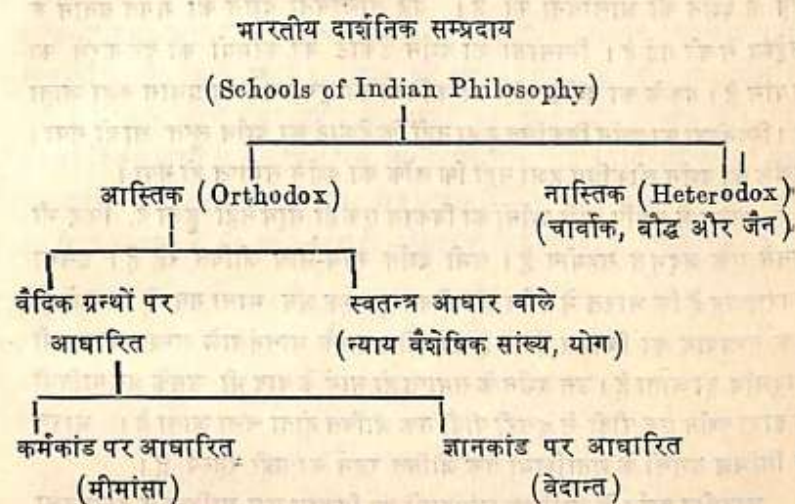 भारतीय दार्शनिक सम्प्रदाय
(Schools of Indian Philosophy)
आस्तिक (Orthodox)
नास्तिक (Heterodox)
(चार्वाक, बौद्ध और जैन)
वैदिक ग्रन्थों पर
आधारित
स्वतन्त्र आधार वाले
(न्याय वैशेषिक सांख्य, योग)
कर्मकांड पर आधारित
(मीमांसा)
ज्ञानकांड पर आधारित
(वेदान्त)